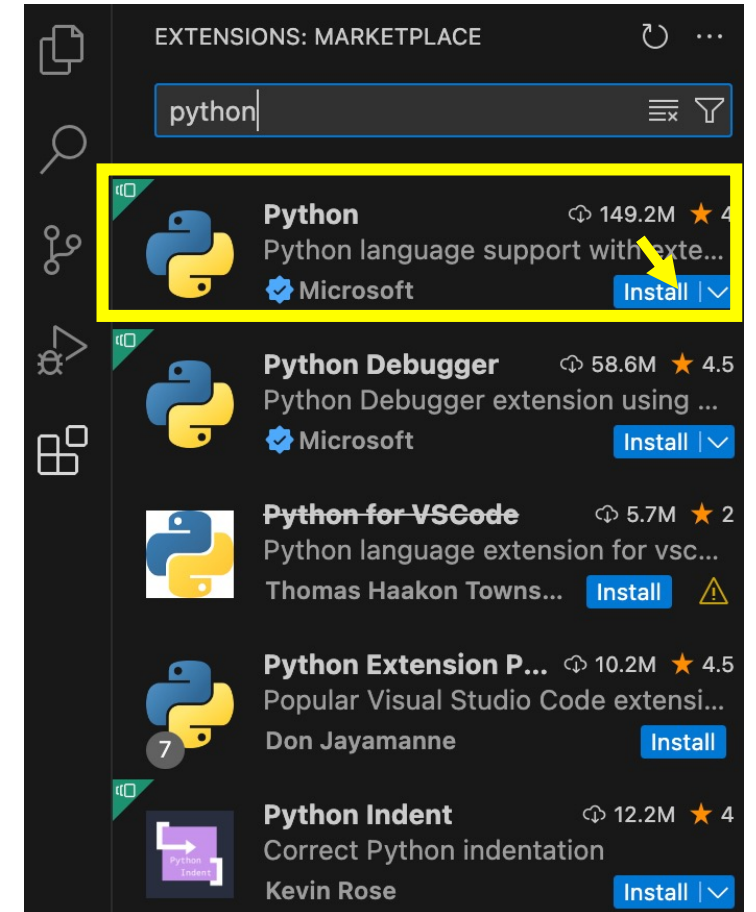 EXTENSIONS: MARKETPLACE
python
Python 149.2M 4
Python language support with exte...
Microsoft Install
Python Debugger 58.6M 4.5
Python Debugger extension using ...
Microsoft Install
Python for VSCode 5.7M 2
Python language extension for vsc...
Thomas Haakon Towns... Install
Python Extension P... 10.2M 4.5
Popular Visual Studio Code extensi...
7 Don Jayamanne Install
Python Indent 12.2M 4
Correct Python indentation
Python
Indent
Kevin Rose Install